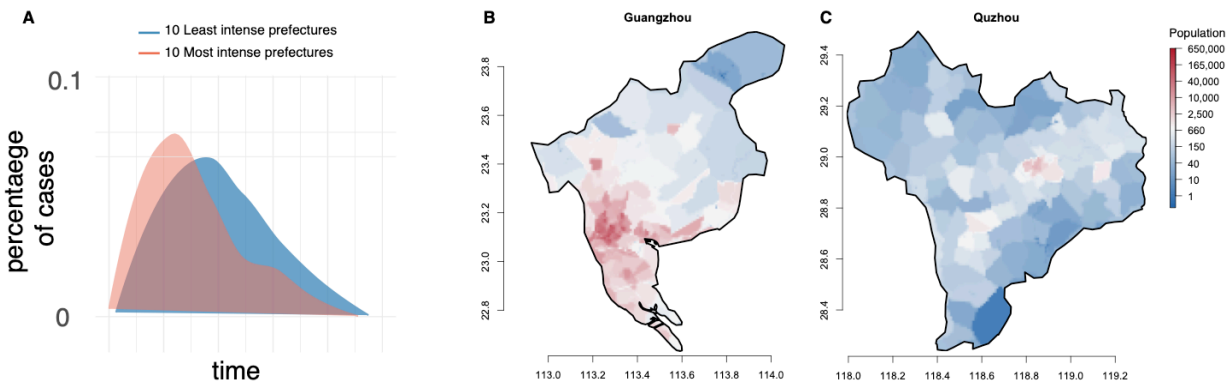 A
10 Least intense prefectures
10 Most intense prefectures
0.1
percentaege
of cases
0
time
B
Guangzhou
23.8
23.6
23.4
23.2
23.0
22.8
113.0 113.2 113.4 113.6 113.8 114.0
C
Quzhou
29.4
29.2
29.0
28.8
28.6
28.4
118.0 118.2 118.4 118.6 118.8 119.0 119.2
Population
650,000
165,000
40,000
10,000
2,500
660
150
40
10
1